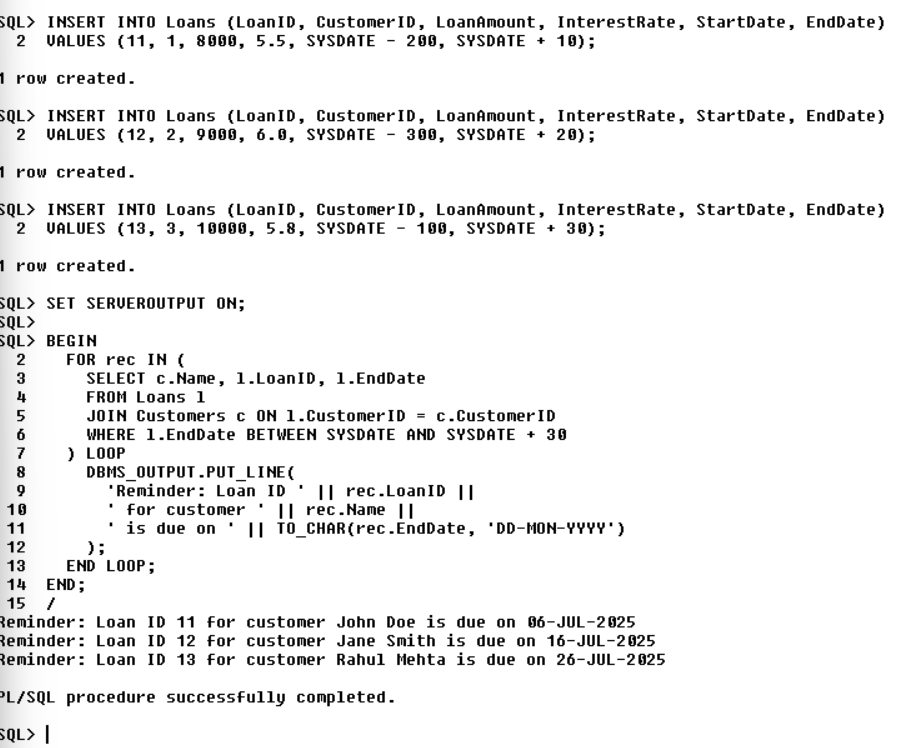 SQL> INSERT INTO Loans (LoanID, CustomerID, LoanAmount, InterestRate, StartDate, EndDate)
  2  VALUES (11, 1, 8000, 5.5, SYSDATE - 200, SYSDATE + 10);

1 row created.

SQL> INSERT INTO Loans (LoanID, CustomerID, LoanAmount, InterestRate, StartDate, EndDate)
  2  VALUES (12, 2, 9000, 6.0, SYSDATE - 300, SYSDATE + 20);

1 row created.

SQL> INSERT INTO Loans (LoanID, CustomerID, LoanAmount, InterestRate, StartDate, EndDate)
  2  VALUES (13, 3, 10000, 5.8, SYSDATE - 100, SYSDATE + 30);

1 row created.

SQL> SET SERVEROUTPUT ON;
SQL>
SQL> BEGIN
  2    FOR rec IN (
  3      SELECT c.Name, l.LoanID, l.EndDate
  4      FROM Loans l
  5      JOIN Customers c ON l.CustomerID = c.CustomerID
  6      WHERE l.EndDate BETWEEN SYSDATE AND SYSDATE + 30
  7    ) LOOP
  8      DBMS_OUTPUT.PUT_LINE(
  9        'Reminder: Loan ID ' || rec.LoanID ||
 10        ' for customer ' || rec.Name ||
 11        ' is due on ' || TO_CHAR(rec.EndDate, 'DD-MON-YYYY')
 12      );
 13    END LOOP;
 14  END;
 15  /
Reminder: Loan ID 11 for customer John Doe is due on 06-JUL-2025
Reminder: Loan ID 12 for customer Jane Smith is due on 16-JUL-2025
Reminder: Loan ID 13 for customer Rahul Mehta is due on 26-JUL-2025

PL/SQL procedure successfully completed.

SQL>